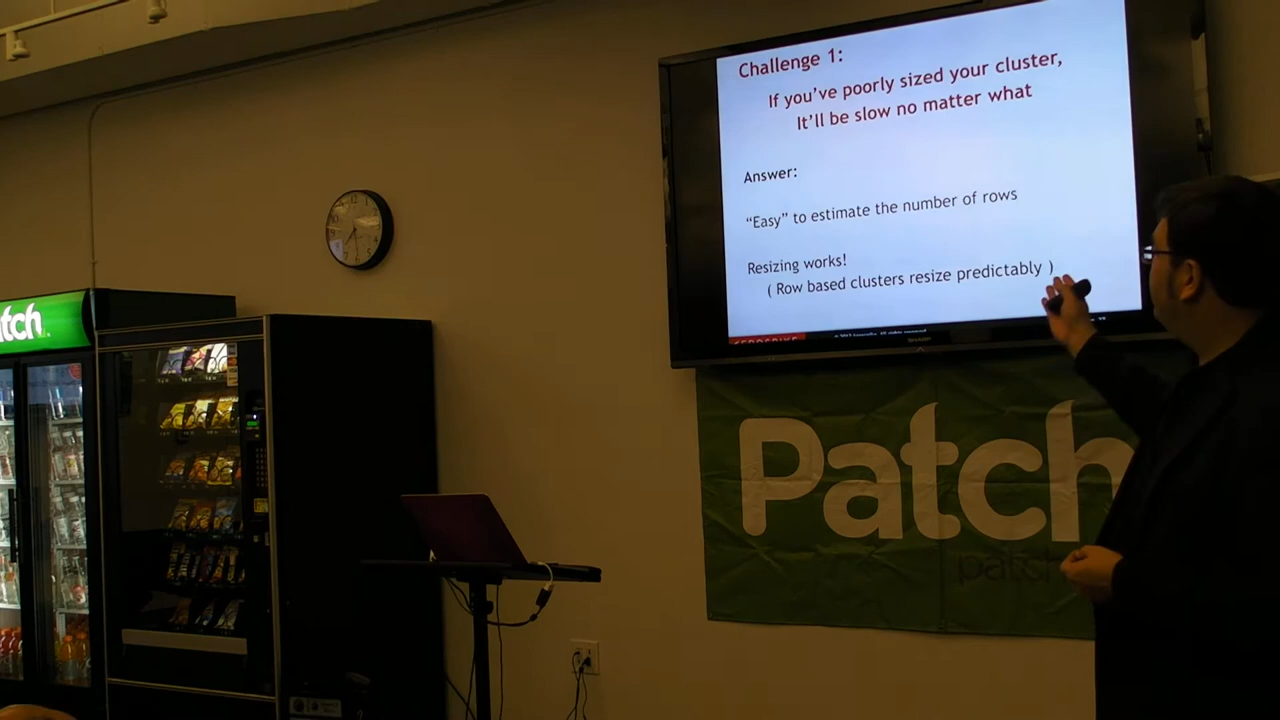 Challenge 1:
If you've poorly sized your cluster,
It'll be slow no matter what
Answer:
"Easy" to estimate the number of rows
Resizing works!
( Row based clusters resize predictably )
tch
Patch